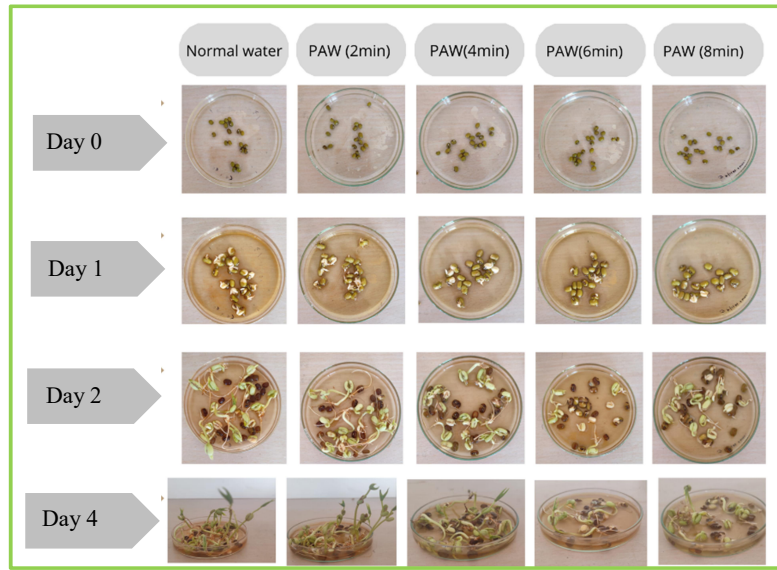 Normal water
PAW (2min)
PAW(4min)
PAW(6min)
PAW (8min)
Day 0
Day 1
Day 2
Day 4